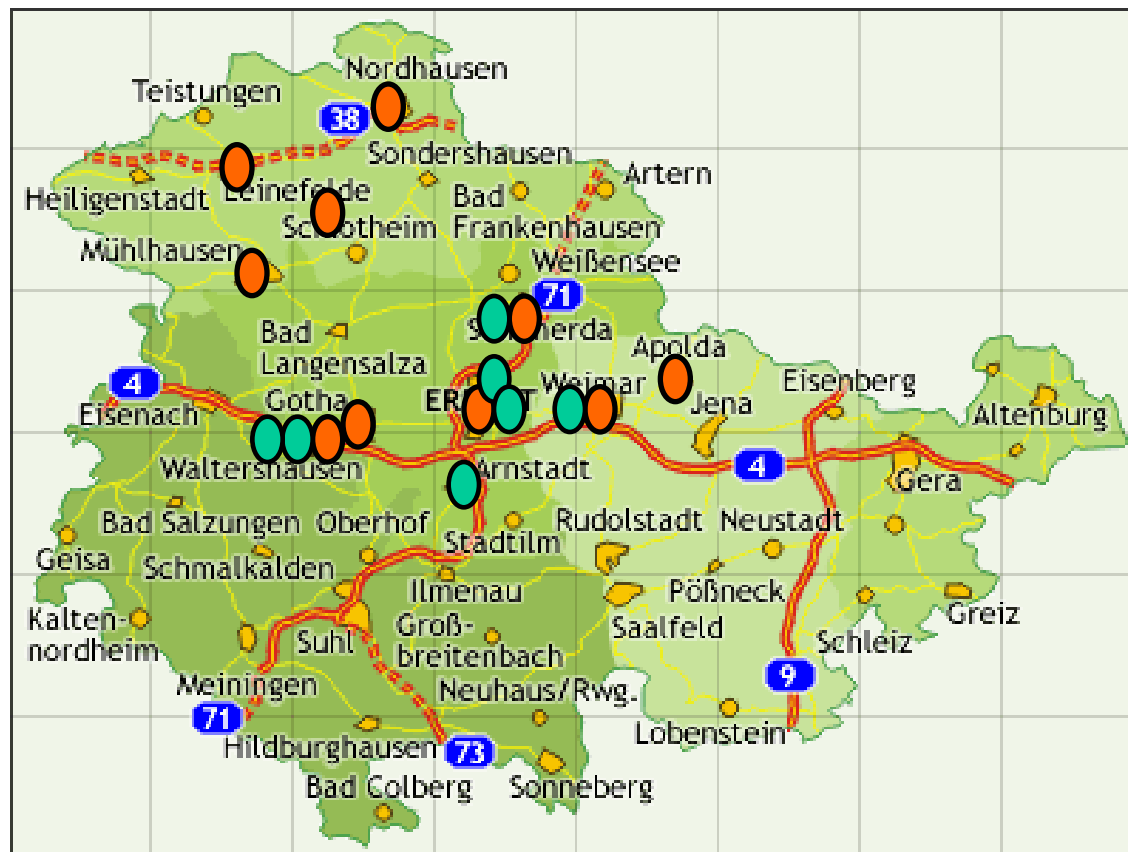 Nordhausen
Teistungen
38
Sondershausen
Artern
Heiligenstadt
Leinefelde
Bad
Frankenhausen
Mühlhausen
Weißensee
71
Bad
Langensalza
Apolda
4
Eisenach
Gotha
Weimar
Jena
Eisenberg
Altenburg
Waltershausen
Arnstadt
4
Gera
Bad Salzungen
Oberhof
Stadtilm
Rudolstadt
Neustadt
Geisa
Schmalkalden
Ilmenau
Pößneck
Greiz
Kalten-
nordheim
Suhl
Groß-
breitenbach
Saalfeld
Schleiz
Meiningen
Neuhaus/Rwg.
9
71
Hildburghausen
73
Lobenstein
Bad Colberg
Sonneberg